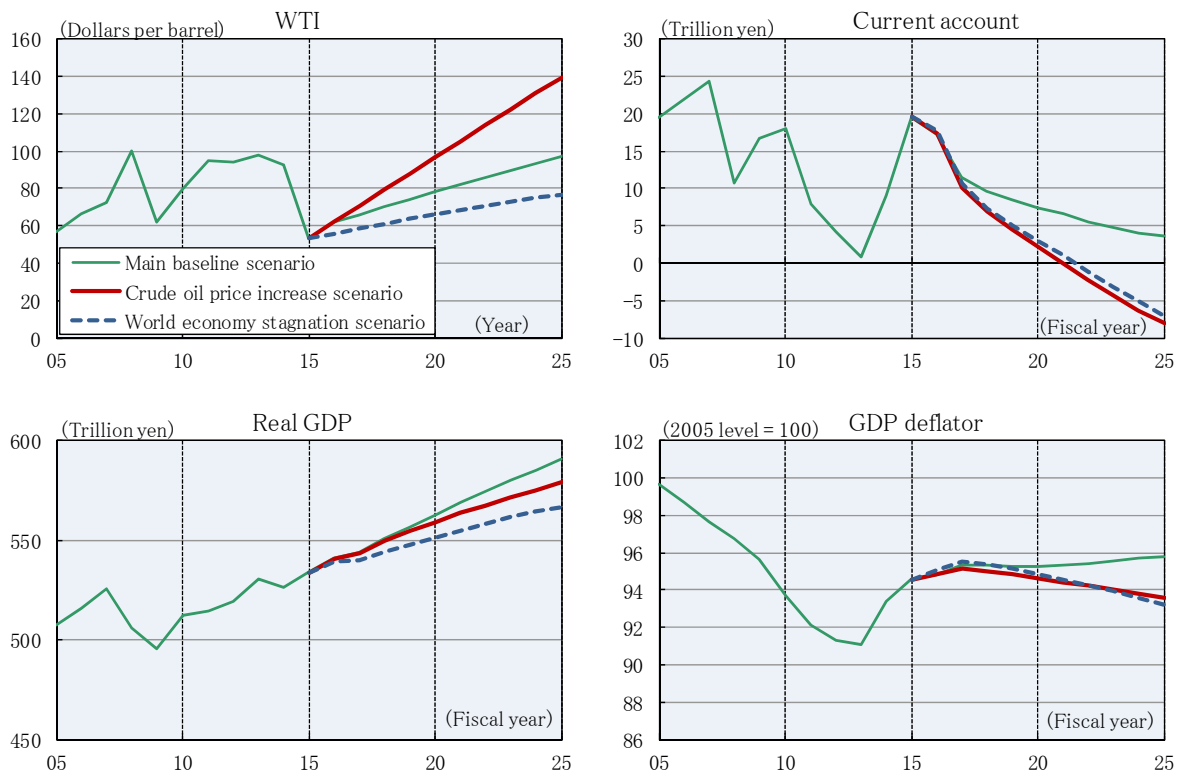 WTI
(Dollars per barrel)
160
140
120
100
80
60
40
20
0
Main baseline scenario
Crude oil price increase scenario
World economy stagnation scenario
(Year)
05 10 15 20 25
Current account
(Trillion yen)
30
25
20
15
10
5
0
−5
−10
(Fiscal year)
05 10 15 20 25
Real GDP
(Trillion yen)
600
550
500
450
(Fiscal year)
05 10 15 20 25
GDP deflator
(2005 level = 100)
102
100
98
96
94
92
90
88
86
(Fiscal year)
05 10 15 20 25